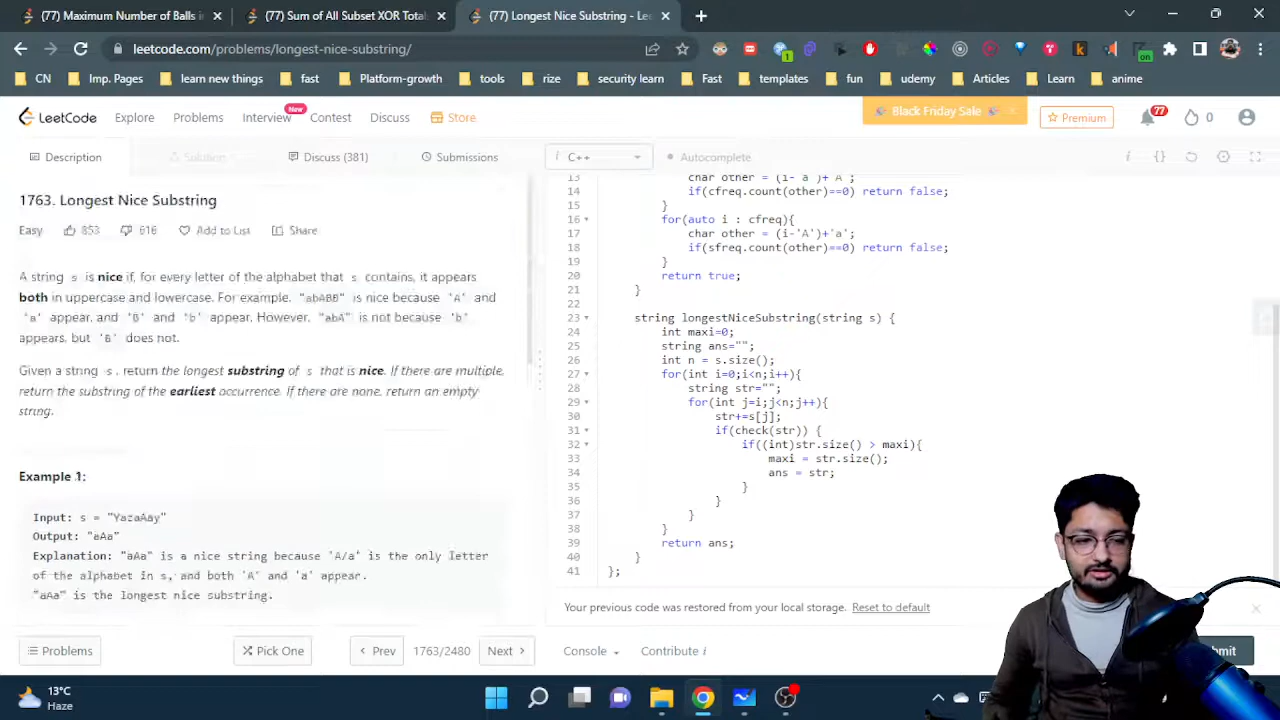 (77) Maximum Number of Balls in
(77) Sum of All Subset XOR Total
(77) Longest Nice Substring - Le
leetcode.com/problems/longest-nice-substring/
1
on
CN
Imp. Pages
learn new things
fast
Platform-growth
tools
rise
security learn
Fast
templates
fun
udemy
Articles
Learn
anime
LeetCode
Explore
Problems
Interview
New
Contest
Discuss
Store
Black Friday Sale
Premium
77
0
Description
Solution
Discuss (381)
Submissions
i C++
Autocomplete
1763. Longest Nice Substring
Easy
853
616
Add to List
Share
A string s is nice if, for every letter of the alphabet that s contains, it appears
both in uppercase and lowercase. For example, "abABB" is nice because 'A' and
'a' appear, and 'B' and 'b' appear. However, "abA" is not because 'b'
appears, but 'B' does not.
Given a string s, return the longest substring of s that is nice. If there are multiple,
return the substring of the earliest occurrence. If there are none, return an empty
string.
Example 1:
Input: s = "YazaAay"
Output: "aAa"
Explanation: "aAa" is a nice string because 'A/a' is the only letter
of the alphabet in s, and both 'A' and 'a' appear.
"aAa" is the longest nice substring.
13 char other = (i-'a')+'A';
14 if(cfreq.count(other)==0) return false;
15 }
16 for(auto i : cfreq){
17 char other = (i-'A')+'a';
18 if(sfreq.count(other)==0) return false;
19 }
20 return true;
21 }
22
23 string longestNiceSubstring(string s) {
24 int maxi=0;
25 string ans="";
26 int n = s.size();
27 for(int i=0;i<n;i++){
28 string str="";
29 for(int j=i;j<n;j++){
30 str+=s[j];
31 if(check(str)) {
32 if((int)str.size() > maxi){
33 maxi = str.size();
34 ans = str;
35 }
36 }
37 }
38 }
39 return ans;
40 }
41 };
Your previous code was restored from your local storage. Reset to default
Problems
Pick One
Prev
1763/2480
Next
Console
Contribute i
13°C
Haze